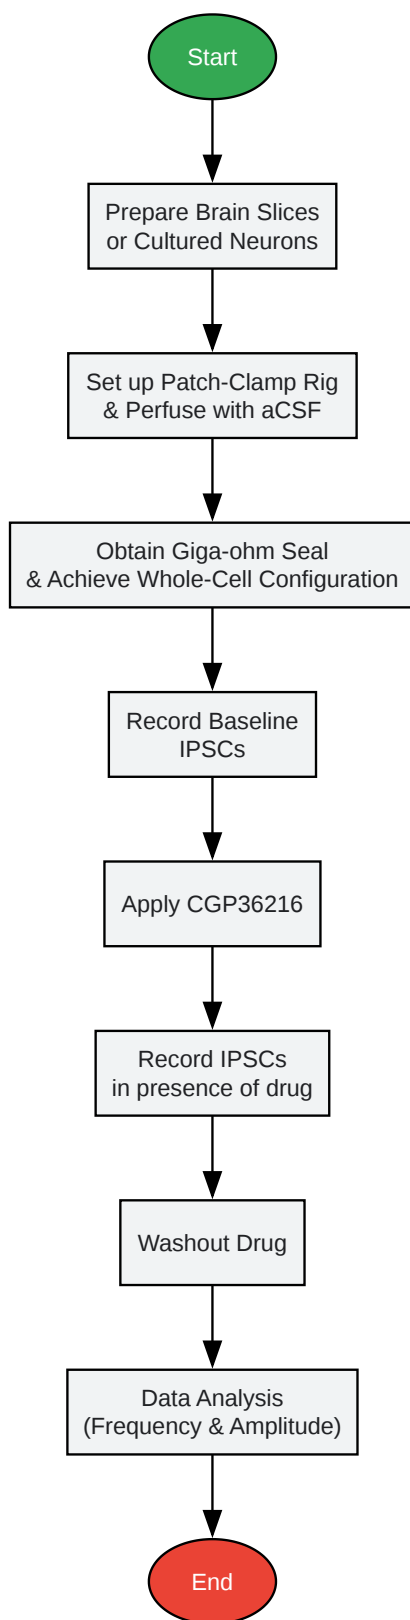 Start
Prepare Brain Slices
or Cultured Neurons
Set up Patch-Clamp Rig
& Perfuse with aCSF
Obtain Giga-ohm Seal
& Achieve Whole-Cell Configuration
Record Baseline
IPSCs
Apply CGP36216
Record IPSCs
in presence of drug
Washout Drug
Data Analysis
(Frequency & Amplitude)
End